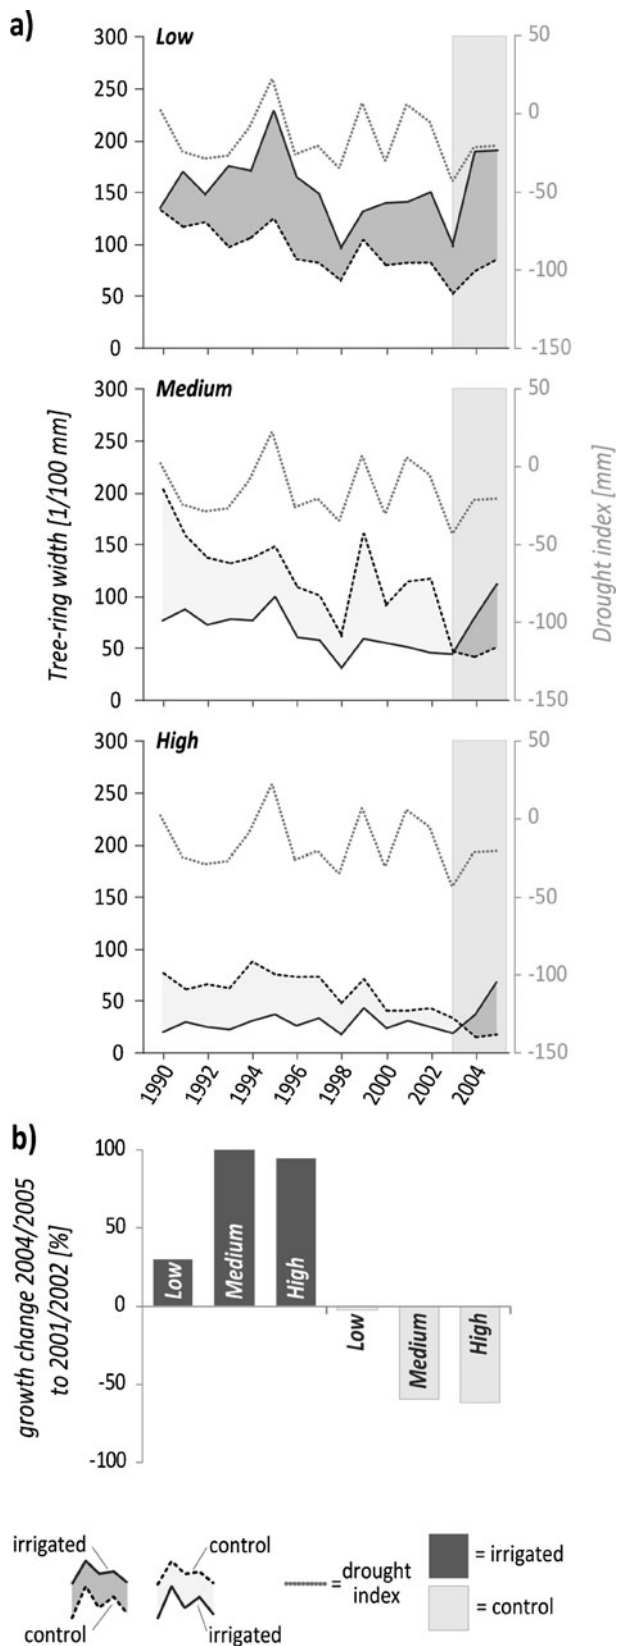 a)
Low
300
250
200
150
100
50
0
50
0
-50
-100
-150
Medium
300
250
200
150
100
50
0
50
0
-50
-100
-150
Tree-ring width [1/100 mm]
Drought index [mm]
High
300
250
200
150
100
50
0
50
0
-50
-100
-150
1990 1992 1994 1996 1998 2000 2002 2004
b)
growth change 2004/2005
to 2001/2002 [%]
100
50
0
-50
-100
Low Medium High Low Medium High
irrigated
control
control
irrigated
= drought
index
= irrigated
= control